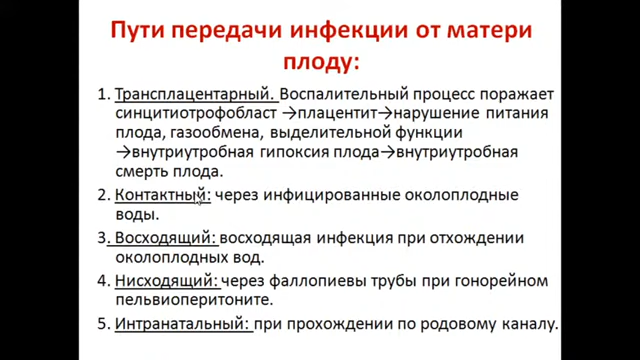 Пути передачи инфекции от матери
плоду:
1. Трансплацентарный. Воспалительный процесс поражает
синцитиотрофобласт →плацентит→нарушение питания
плода, газообмена, выделительной функции
→внутриутробная гипоксия плода→внутриутробная
смерть плода.
2. Контактный: через инфицированные околоплодные
воды.
3. Восходящий: восходящая инфекция при отхождении
околоплодных вод.
4. Нисходящий: через фаллопиевы трубы при гонорейном
пельвиоперитоните.
5. Интранатальный: при прохождении по родовому каналу.